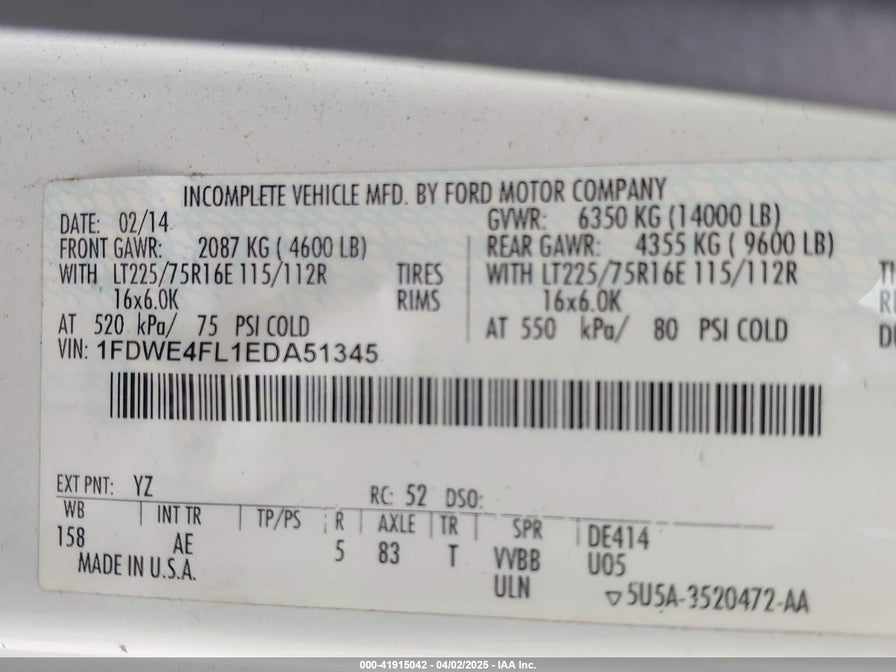 INCOMPLETE VEHICLE MFD. BY FORD MOTOR COMPANY
DATE: 02/14 GVWR: 6350 KG (14000 LB)
FRONT GAWR: 2087 KG ( 4600 LB) REAR GAWR: 4355 KG ( 9600 LB)
WITH LT225/75R16E 115/112R TIRES WITH LT225/75R16E 115/112R
16x6.0K RIMS 16x6.0K
AT 520 kPa/ 75 PSI COLD AT 550 kPa/ 80 PSI COLD
VIN: 1FDWE4FL1EDA51345
EXT PNT: YZ RC: 52 DSO:
WB INT TR TP/PS R AXLE TR SPR DE414
158 AE 5 83 T VVBB U05
MADE IN U.S.A. ULN
▽5U5A-3520472-AA
000-41915042 - 04/02/2025 - IAA Inc.